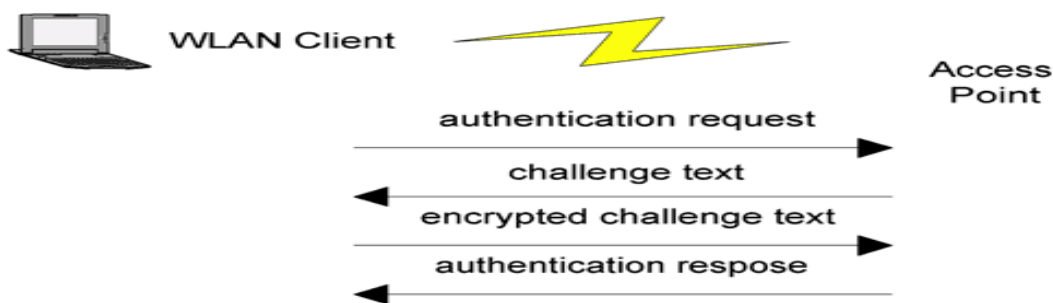 WLAN Client
Access
Point
authentication request
challenge text
encrypted challenge text
authentication respose